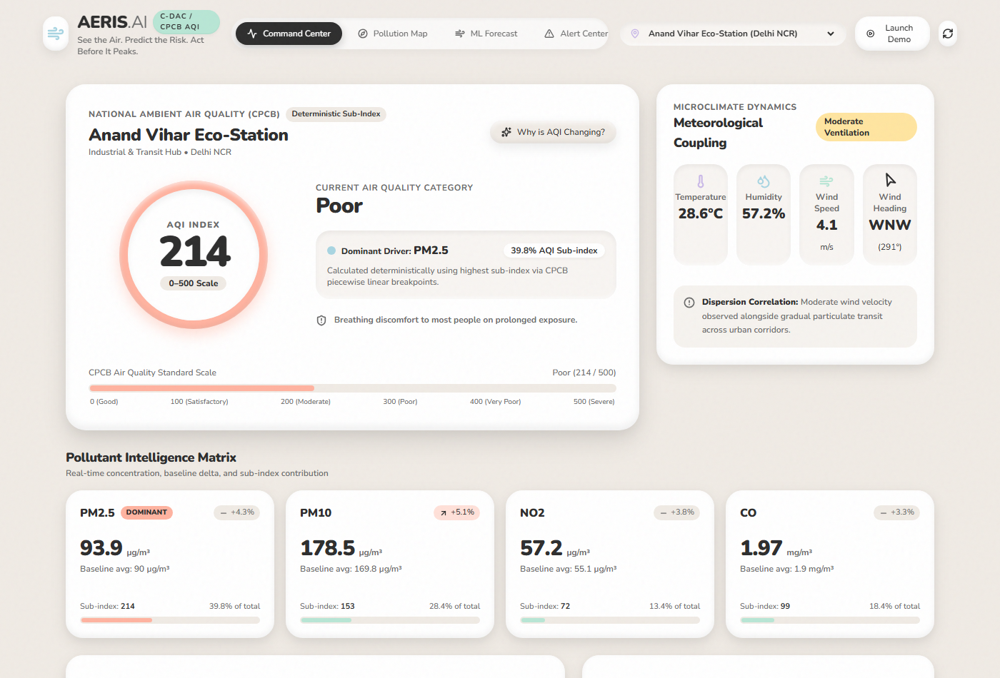 AERIS.AI
C-DAC /
CPCB AQI
See the Air. Predict the Risk. Act
Before It Peaks.
Command Center
Pollution Map
ML Forecast
Alert Center
Anand Vihar Eco-Station (Delhi NCR)
Launch
Demo
NATIONAL AMBIENT AIR QUALITY (CPCB)
Deterministic Sub-Index
Anand Vihar Eco-Station
Industrial & Transit Hub • Delhi NCR
Why is AQI Changing?
AQI INDEX
214
0–500 Scale
CURRENT AIR QUALITY CATEGORY
Poor
Dominant Driver: PM2.5
39.8% AQI Sub-index
Calculated deterministically using highest sub-index via CPCB
piecewise linear breakpoints.
Breathing discomfort to most people on prolonged exposure.
CPCB Air Quality Standard Scale
Poor (214 / 500)
0 (Good)
100 (Satisfactory)
200 (Moderate)
300 (Poor)
400 (Very Poor)
500 (Severe)
MICROCLIMATE DYNAMICS
Meteorological
Coupling
Moderate
Ventilation
Temperature
28.6°C
Humidity
57.2%
Wind
Speed
4.1
m/s
Wind
Heading
WNW
(291°)
Dispersion Correlation: Moderate wind velocity
observed alongside gradual particulate transit
across urban corridors.
Pollutant Intelligence Matrix
Real-time concentration, baseline delta, and sub-index contribution
PM2.5
DOMINANT
+4.3%
93.9 µg/m³
Baseline avg: 90 µg/m³
Sub-index: 214
39.8% of total
PM10
+5.1%
178.5 µg/m³
Baseline avg: 169.8 µg/m³
Sub-index: 153
28.4% of total
NO2
+3.8%
57.2 µg/m³
Baseline avg: 55.1 µg/m³
Sub-index: 72
13.4% of total
CO
+3.3%
1.97 mg/m³
Baseline avg: 1.9 mg/m³
Sub-index: 99
18.4% of total